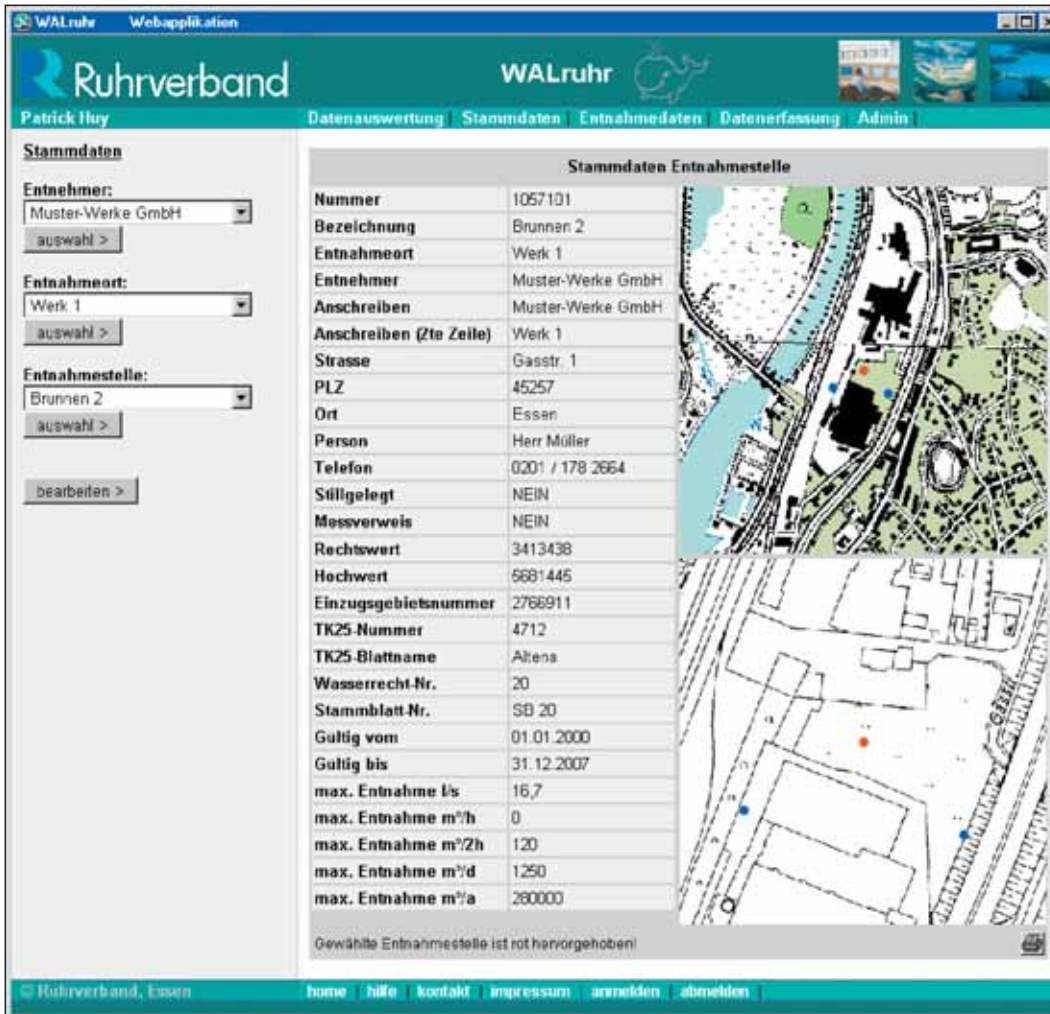 WALruhr Webapplikation
Ruhrverband
WALruhr
Patrick Huy
Datenauswertung | Stammdaten | Entnahmedaten | Datenerfassung | Admin |
Stammdaten
Entnehmer:
Muster-Werke GmbH
auswahl >
Entnahmeort:
Werk 1
auswahl >
Entnahmestelle:
Brunnen 2
auswahl >
bearbeiten >
Stammdaten Entnahmestelle
Nummer 1057101
Bezeichnung Brunnen 2
Entnahmeort Werk 1
Entnehmer Muster-Werke GmbH
Anschreiben Muster-Werke GmbH
Anschreiben (2te Zeile) Werk 1
Strasse Gasstr. 1
PLZ 45257
Ort Essen
Person Herr Müller
Telefon 0201 / 178 2664
Stillgelegt NEIN
Messverweis NEIN
Rechtswert 3413438
Hochwert 5681445
Einzugsgebietsnummer 2766911
TK25-Nummer 4712
TK25-Blattname Altena
Wasserrecht-Nr. 20
Stammblatt-Nr. SB 20
Gültig vom 01.01.2000
Gültig bis 31.12.2007
max. Entnahme l/s 16,7
max. Entnahme m³/h 0
max. Entnahme m³/2h 120
max. Entnahme m³/d 1250
max. Entnahme m³/a 280000
Gewählte Entnahmestelle ist rot hervorgehoben!
© Ruhrverband, Essen
home | hilfe | kontakt | impressum | anmelden | abmelden |